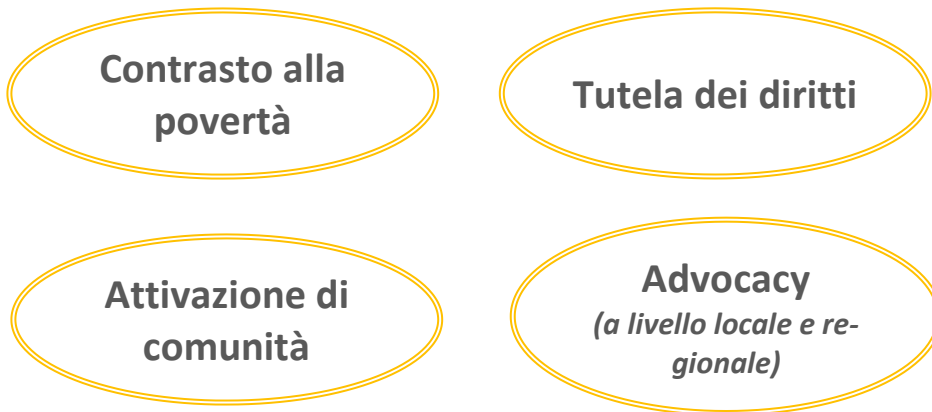 Contrasto alla
povertà
Tutela dei diritti
Attivazione di
comunità
Advocacy
(a livello locale e re-
gionale)